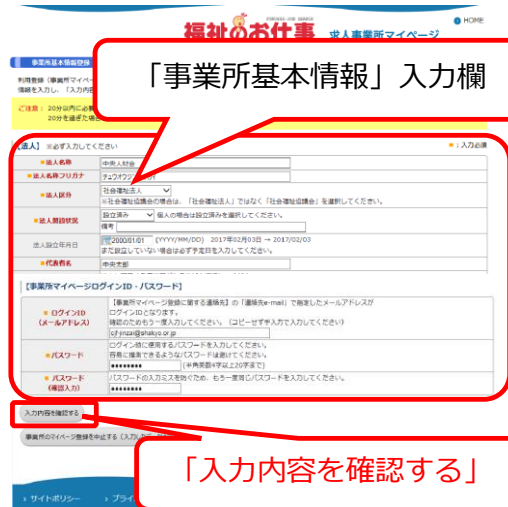 福祉のお仕事
求人事業所マイページ
HOME
事業所基本情報登録
「事業所基本情報」入力欄
利用登録（事業所マイペー
情報を入力し、「入力内容
ご注意： 20分以内に必
20分を過ぎた場合
【法人】 ※必ず入力してください
＊：入力必須
＊法人名称
中央人材会
＊法人名称フリガナ
＊法人区分
社会福祉法人
※社会福祉協議会の場合は、「社会福祉法人」ではなく「社会福祉協議会」を選択してください。
＊法人開設状況
設立済み 個人の場合は設立済みを選択してください。
備考
法人設立年月日
2000/01/01 (YYYY/MM/DD) 2017年02月03日 → 2017/02/03
まだ設立していない場合は必ず予定日を入力してください。
＊代表者名
中央太郎
【事業所マイページログインID・パスワード】
＊ ログインID
（メールアドレス）
【事業所マイページ登録に関する連絡先】の「連絡先e-mail」で指定したメールアドレスが
ログインIDとなります。
確認のためもう一度入力してください。（コピーせず手入力で入力してください）
cjf-jinzai@shakyo.or.jp
＊パスワード
ログイン時に使用するパスワードを入力してください。
容易に推測できるようなパスワードは避けてください。
●●●●●●●● (半角英数4字以上20字まで)
＊ パスワード
（確認入力）
パスワードの入力ミスを防ぐため、もう一度同じパスワードを入力してください。
●●●●●●●●
入力内容を確認する
事業所のマイページ登録を中止する（入力
「入力内容を確認する」
› サイトポリシー
› プライ